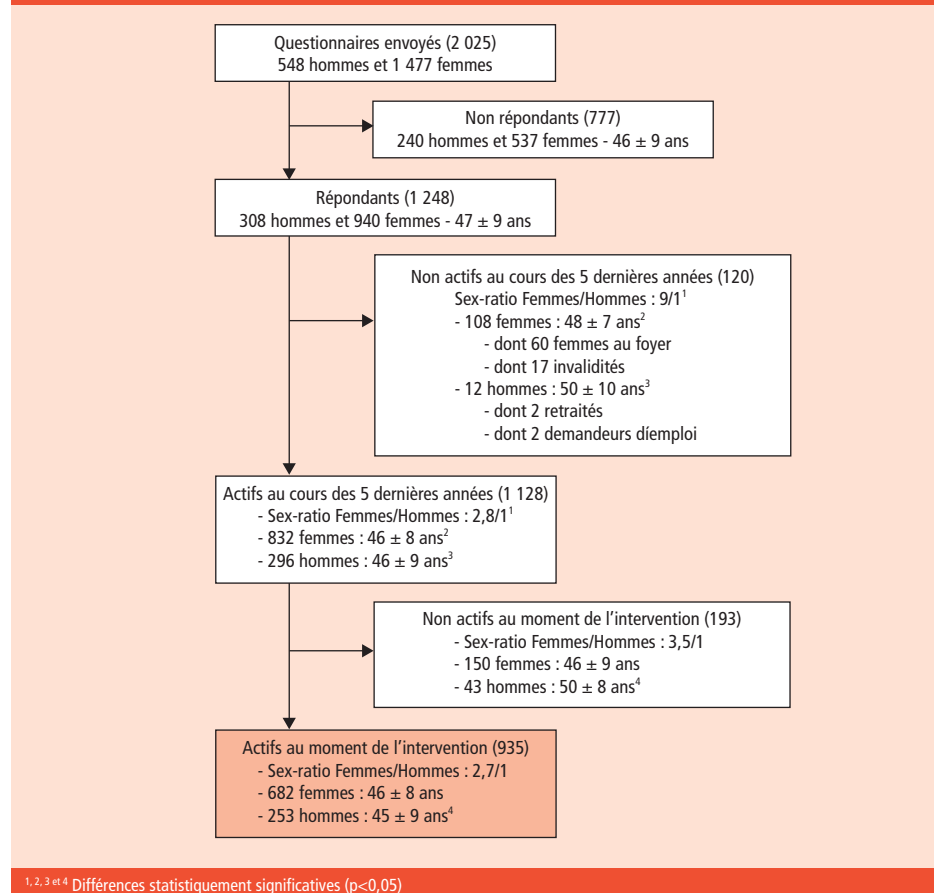 Questionnaires envoyés (2 025)
548 hommes et 1 477 femmes
Non répondants (777)
240 hommes et 537 femmes - 46 ± 9 ans
Répondants (1 248)
308 hommes et 940 femmes - 47 ± 9 ans
Non actifs au cours des 5 dernières années (120)
Sex-ratio Femmes/Hommes : 9/1¹
- 108 femmes : 48 ± 7 ans²
- dont 60 femmes au foyer
- dont 17 invalidités
- 12 hommes : 50 ± 10 ans³
- dont 2 retraités
- dont 2 demandeurs díemploi
Actifs au cours des 5 dernières années (1 128)
- Sex-ratio Femmes/Hommes : 2,8/1¹
- 832 femmes : 46 ± 8 ans²
- 296 hommes : 46 ± 9 ans³
Non actifs au moment de l’intervention (193)
- Sex-ratio Femmes/Hommes : 3,5/1
- 150 femmes : 46 ± 9 ans
- 43 hommes : 50 ± 8 ans⁴
Actifs au moment de l’intervention (935)
- Sex-ratio Femmes/Hommes : 2,7/1
- 682 femmes : 46 ± 8 ans
- 253 hommes : 45 ± 9 ans⁴
¹, ², ³ ᵉᵗ ⁴ Différences statistiquement significatives (p<0,05)